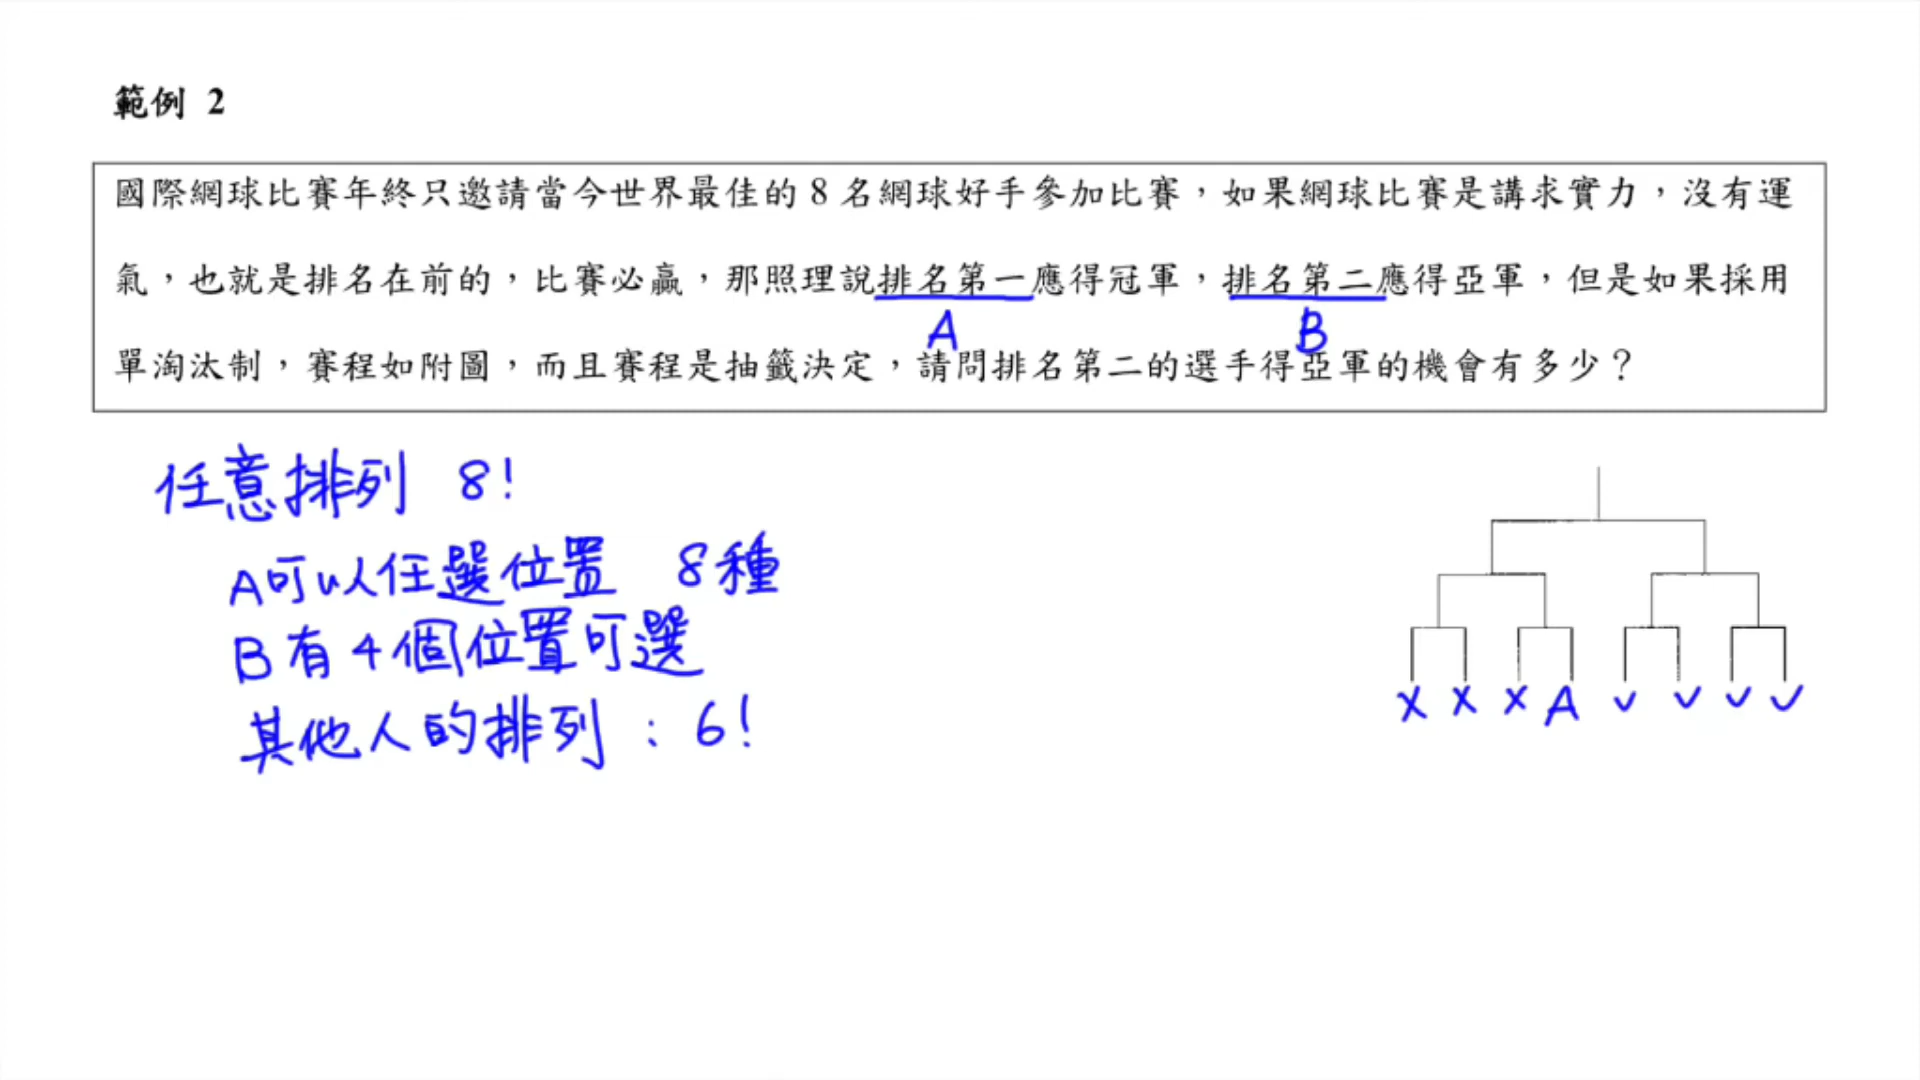 範例 2
國際網球比賽年終只邀請當今世界最佳的 8 名網球好手參加比賽，如果網球比賽是講求實力，沒有運
氣，也就是排名在前的，比賽必贏，那照理說排名第一應得冠軍，排名第二應得亞軍，但是如果採用
A B
單淘汰制，賽程如附圖，而且賽程是抽籤決定，請問排名第二的選手得亞軍的機會有多少？
任意排列 8!
A可以任選位置 8種
B有4個位置可選
其他人的排列：6!
X X X A v v v v